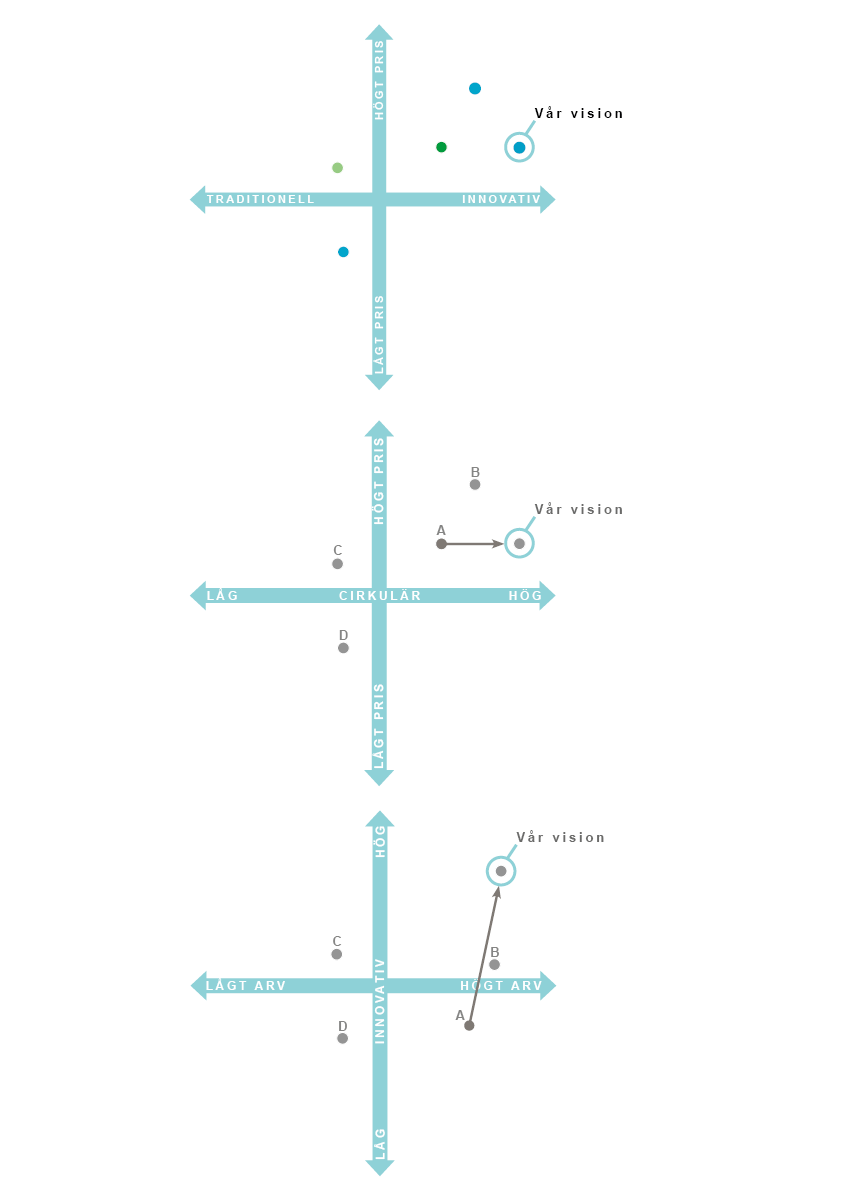 HÖGT PRIS
Vår vision
TRADITIONELL
INNOVATIV
LÅGT PRIS
HÖGT PRIS
B
Vår vision
A
C
LÅG
CIRKULÄR
HÖG
D
LÅGT PRIS
HÖG
Vår vision
C
B
LÅGT ARV
INNOVATIV
HÖGT ARV
A
D
LÅG